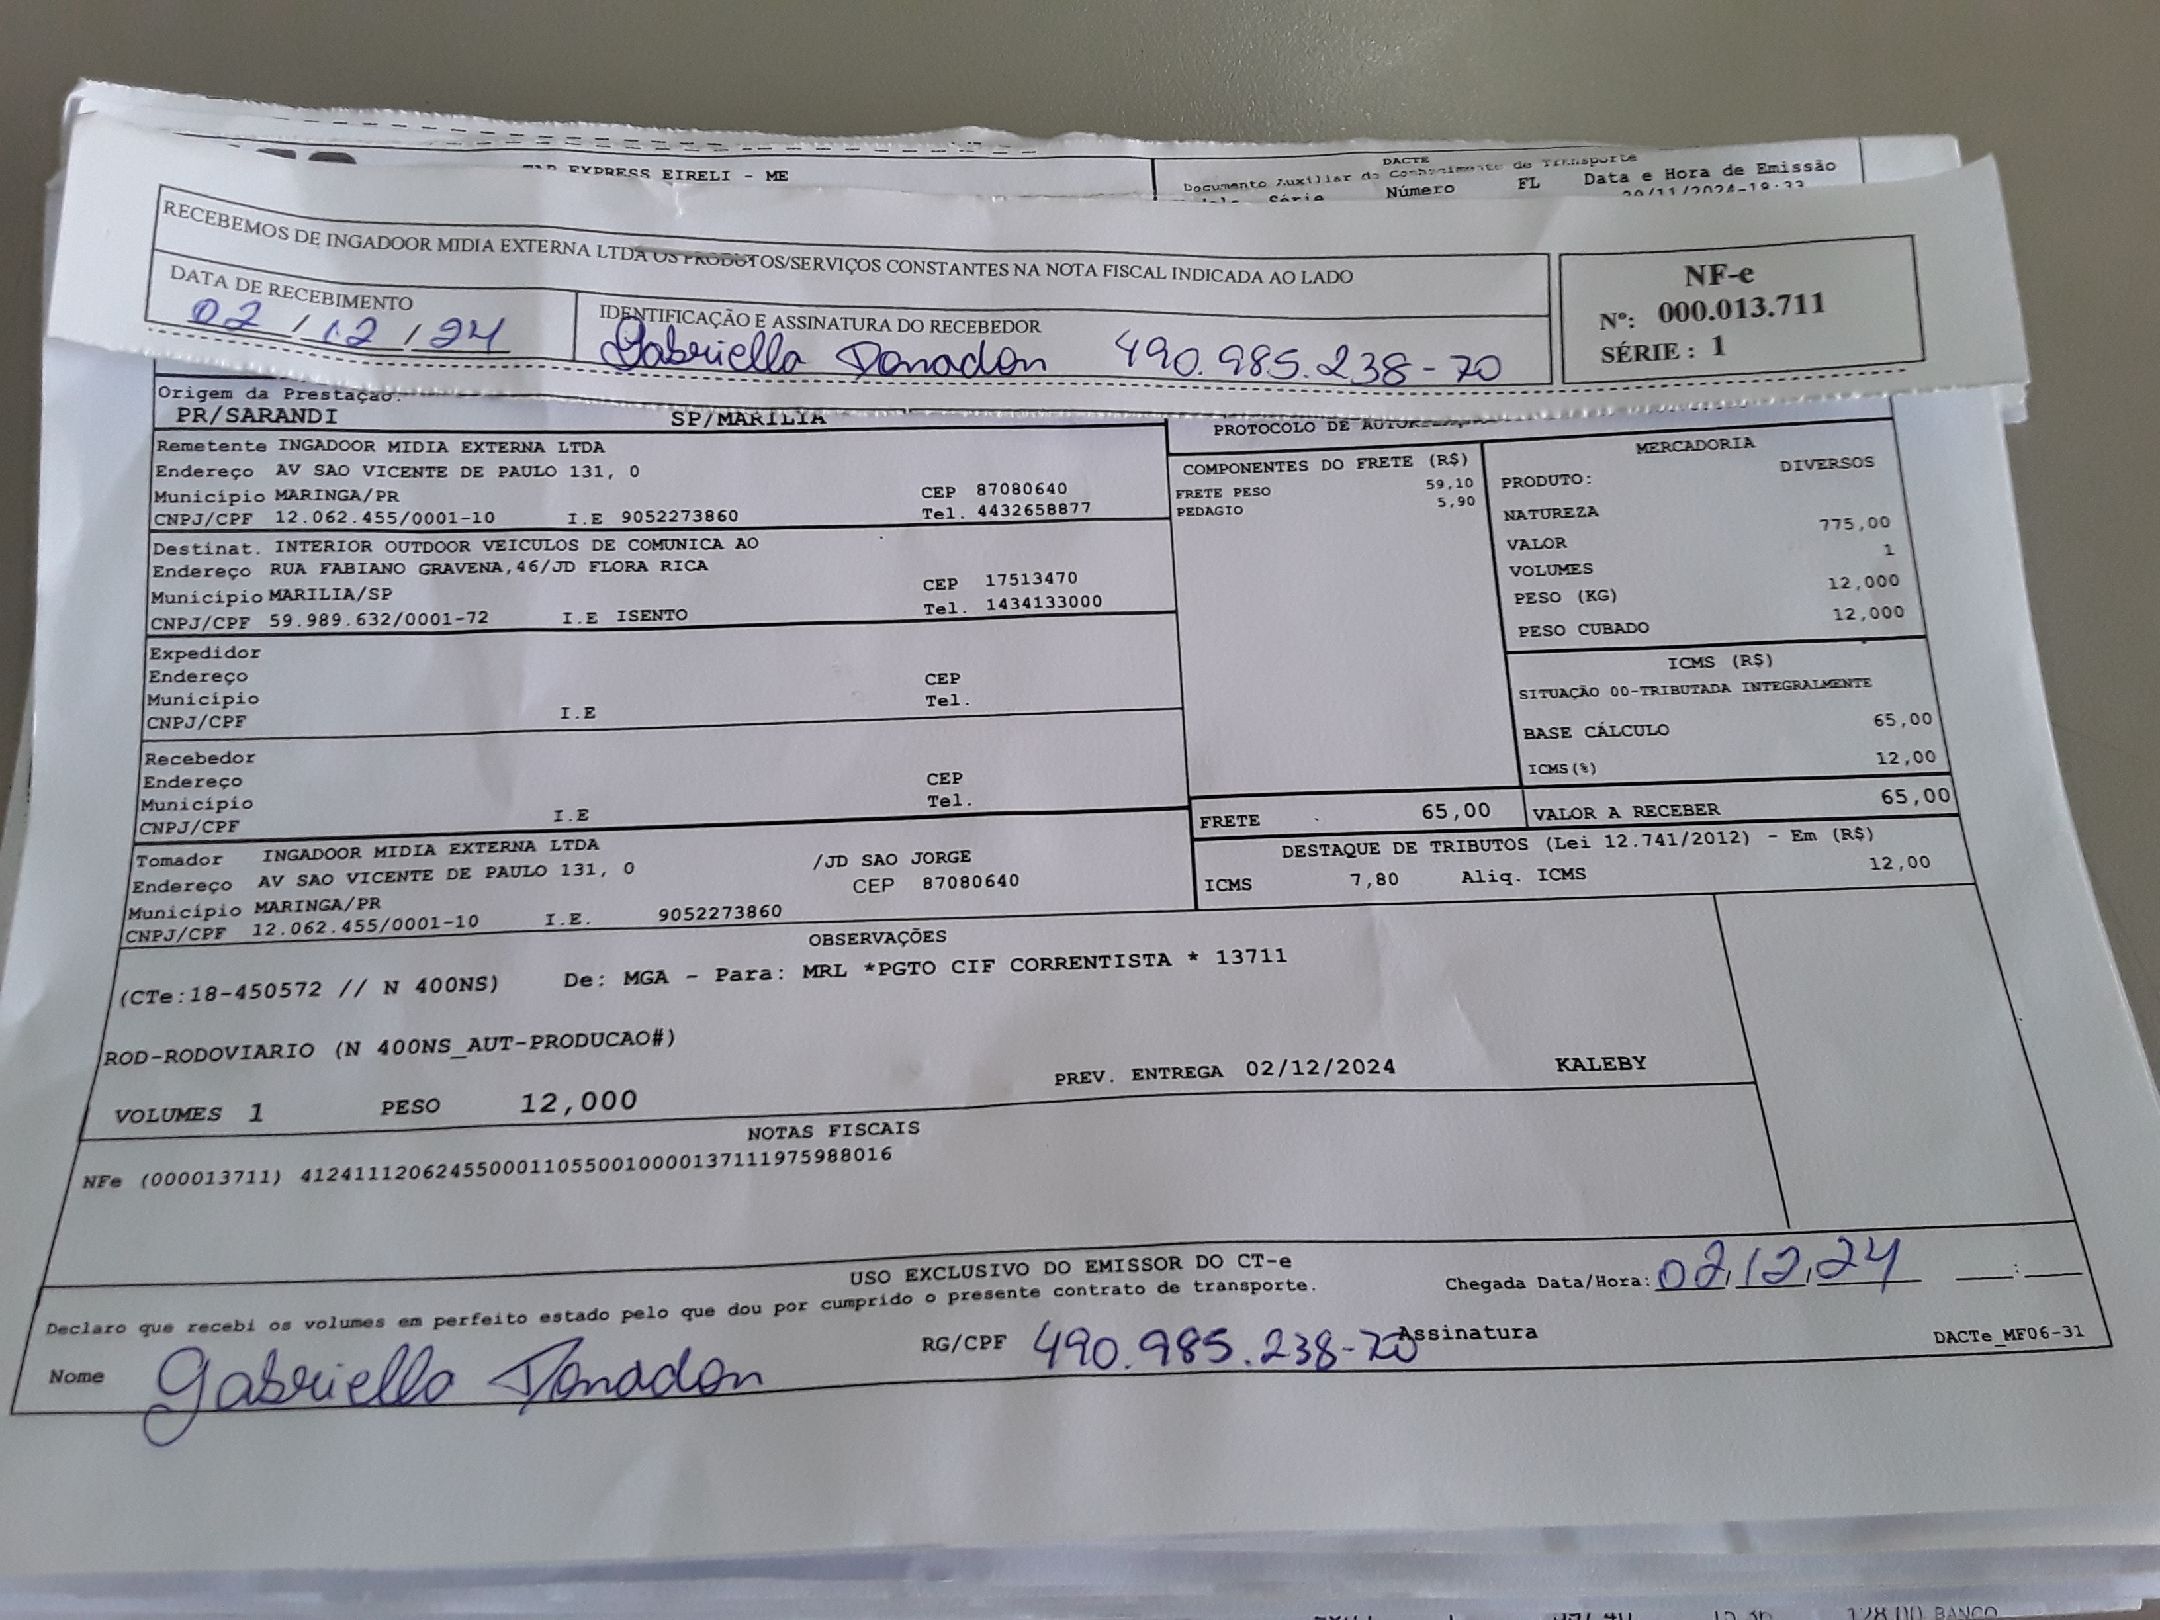 EXPRESS EIRELI - ME
DACTE
Documento Auxiliar do Conhecimento de Transporte
Série Número FL Data e Hora de Emissão
RECEBEMOS DE INGADOOR MIDIA EXTERNA LTDA OS PRODUTOS/SERVIÇOS CONSTANTES NA NOTA FISCAL INDICADA AO LADO
DATA DE RECEBIMENTO
02/12/24
IDENTIFICAÇÃO E ASSINATURA DO RECEBEDOR
Gabriella Donadon 490.985.238-70
NF-e
Nº: 000.013.711
SÉRIE : 1
Origem da Prestação:
PR/SARANDI SP/MARILIA
Remetente INGADOOR MIDIA EXTERNA LTDA
Endereço AV SAO VICENTE DE PAULO 131, 0
Município MARINGA/PR CEP 87080640
CNPJ/CPF 12.062.455/0001-10 I.E 9052273860 Tel. 4432658877
Destinat. INTERIOR OUTDOOR VEICULOS DE COMUNICA AO
Endereço RUA FABIANO GRAVENA,46/JD FLORA RICA
Município MARILIA/SP CEP 17513470
CNPJ/CPF 59.989.632/0001-72 I.E ISENTO Tel. 1434133000
Expedidor
Endereço CEP
Município Tel.
CNPJ/CPF I.E
Recebedor
Endereço CEP
Município Tel.
CNPJ/CPF I.E
Tomador INGADOOR MIDIA EXTERNA LTDA
Endereço AV SAO VICENTE DE PAULO 131, 0 /JD SAO JORGE
Município MARINGA/PR CEP 87080640
CNPJ/CPF 12.062.455/0001-10 I.E. 9052273860
PROTOCOLO DE
COMPONENTES DO FRETE (R$)
FRETE PESO 59,10
PEDAGIO 5,90
MERCADORIA
PRODUTO: DIVERSOS
NATUREZA
VALOR 775,00
VOLUMES 1
PESO (KG) 12,000
PESO CUBADO 12,000
ICMS (R$)
SITUAÇÃO 00-TRIBUTADA INTEGRALMENTE
BASE CÁLCULO 65,00
ICMS(%) 12,00
FRETE 65,00 VALOR A RECEBER 65,00
DESTAQUE DE TRIBUTOS (Lei 12.741/2012) - Em (R$)
ICMS 7,80 Aliq. ICMS 12,00
OBSERVAÇÕES
(CTe:18-450572 // N 400NS) De: MGA - Para: MRL *PGTO CIF CORRENTISTA * 13711
ROD-RODOVIARIO (N 400NS_AUT-PRODUCAO#)
PREV. ENTREGA 02/12/2024 KALEBY
VOLUMES 1 PESO 12,000
NOTAS FISCAIS
NFe (000013711) 41241112062455000110550010000137111975988016
USO EXCLUSIVO DO EMISSOR DO CT-e
Declaro que recebi os volumes em perfeito estado pelo que dou por cumprido o presente contrato de transporte.
Chegada Data/Hora: 02/12/24 __:__
Nome Gabriella Donadon RG/CPF 490.985.238-70 Assinatura
DACTe_MF06-31